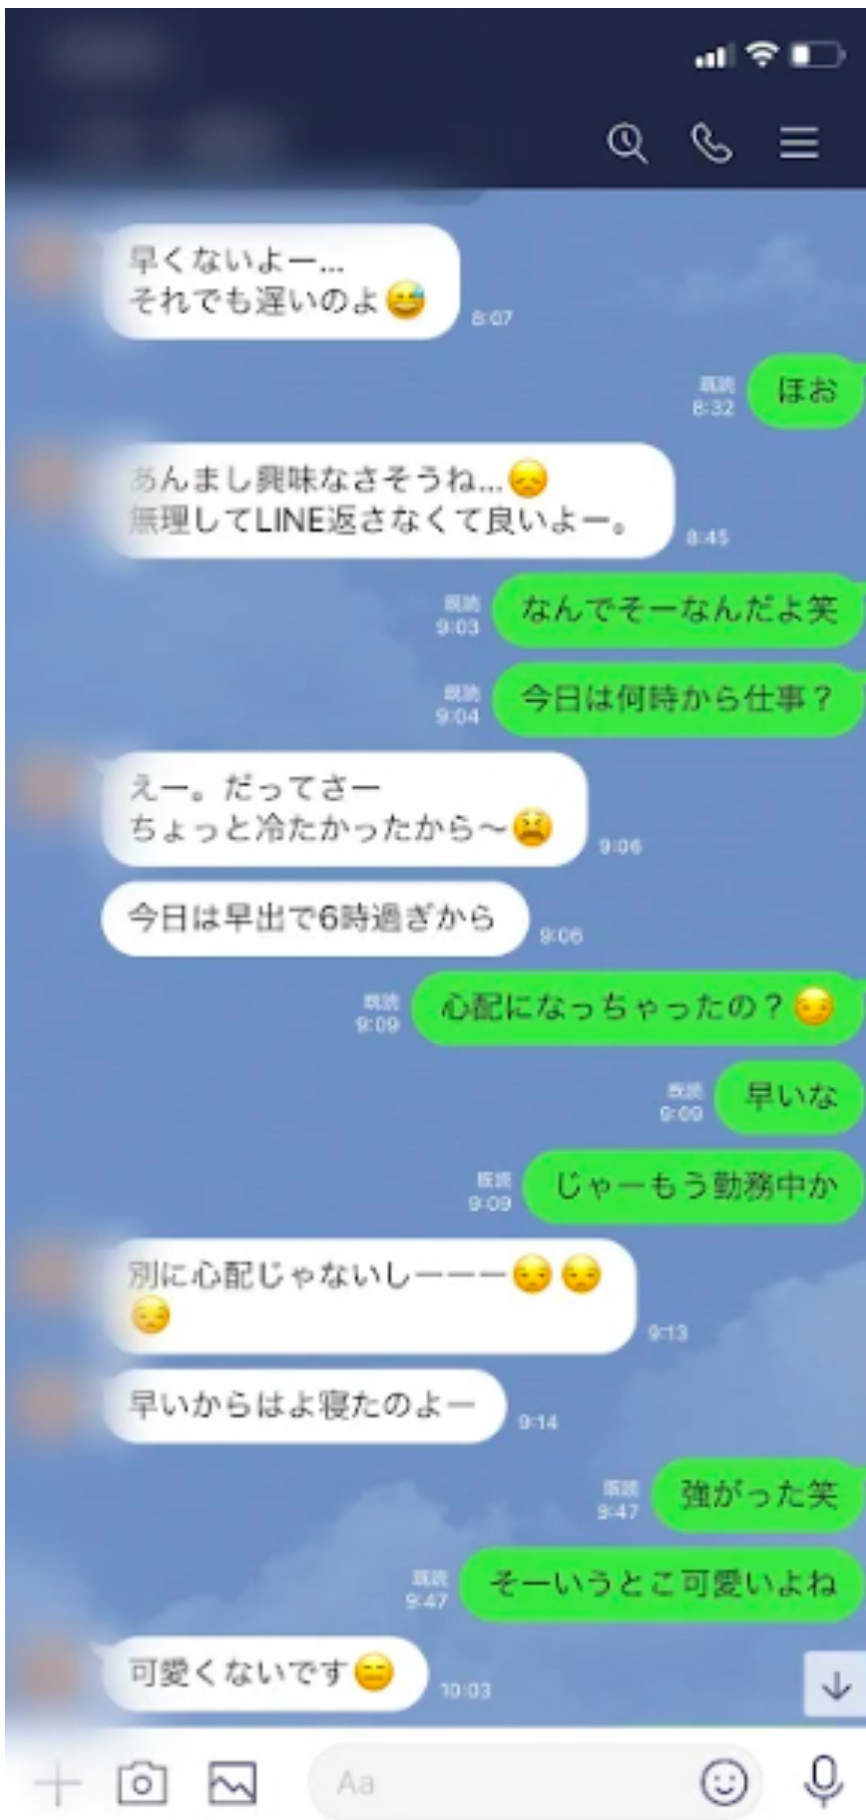 早くないよー...
それでも遅いのよ😅
8:07
既読
8:32
ほお
あんまし興味なさそうね...😞
無理してLINE返さなくて良いよー。
8:45
既読
9:03
なんでそーなんだよ笑
既読
9:04
今日は何時から仕事？
えー。だってさー
ちょっと冷たかったから〜😫
9:06
今日は早出で6時過ぎから
9:06
既読
9:09
心配になっちゃったの？😏
既読
9:09
早いな
既読
9:09
じゃーもう勤務中か
別に心配じゃないしーーー😒😒
😒
9:13
早いからはよ寝たのよー
9:14
既読
9:47
強がった笑
既読
9:47
そーいうとこ可愛いよね
可愛くないです😑
10:03
Aa